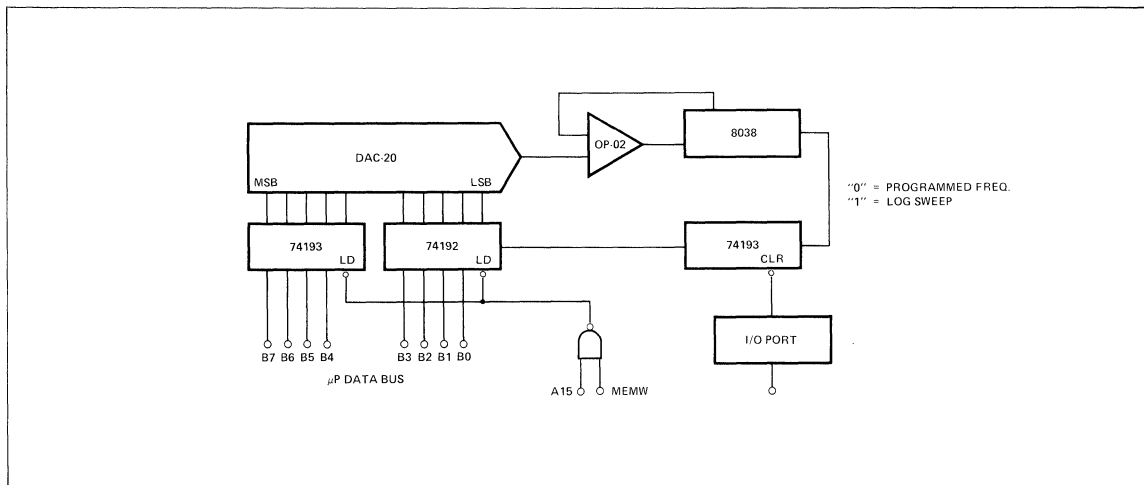 DAC-20
MSB
LSB
OP-02
8038
"0" = PROGRAMMED FREQ.
"1" = LOG SWEEP
74193
LD
74192
LD
74193
CLR
I/O PORT
B7 B6 B5 B4
B3 B2 B1 B0
μP DATA BUS
A15
MEMW